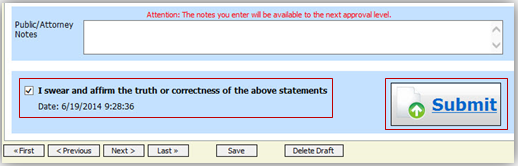 Attention: The notes you enter will be available to the next approval level.
Public/Attorney
Notes
I swear and affirm the truth or correctness of the above statements
Date: 6/19/2014 9:28:36
Submit
« First
< Previous
Next >
Last »
Save
Delete Draft